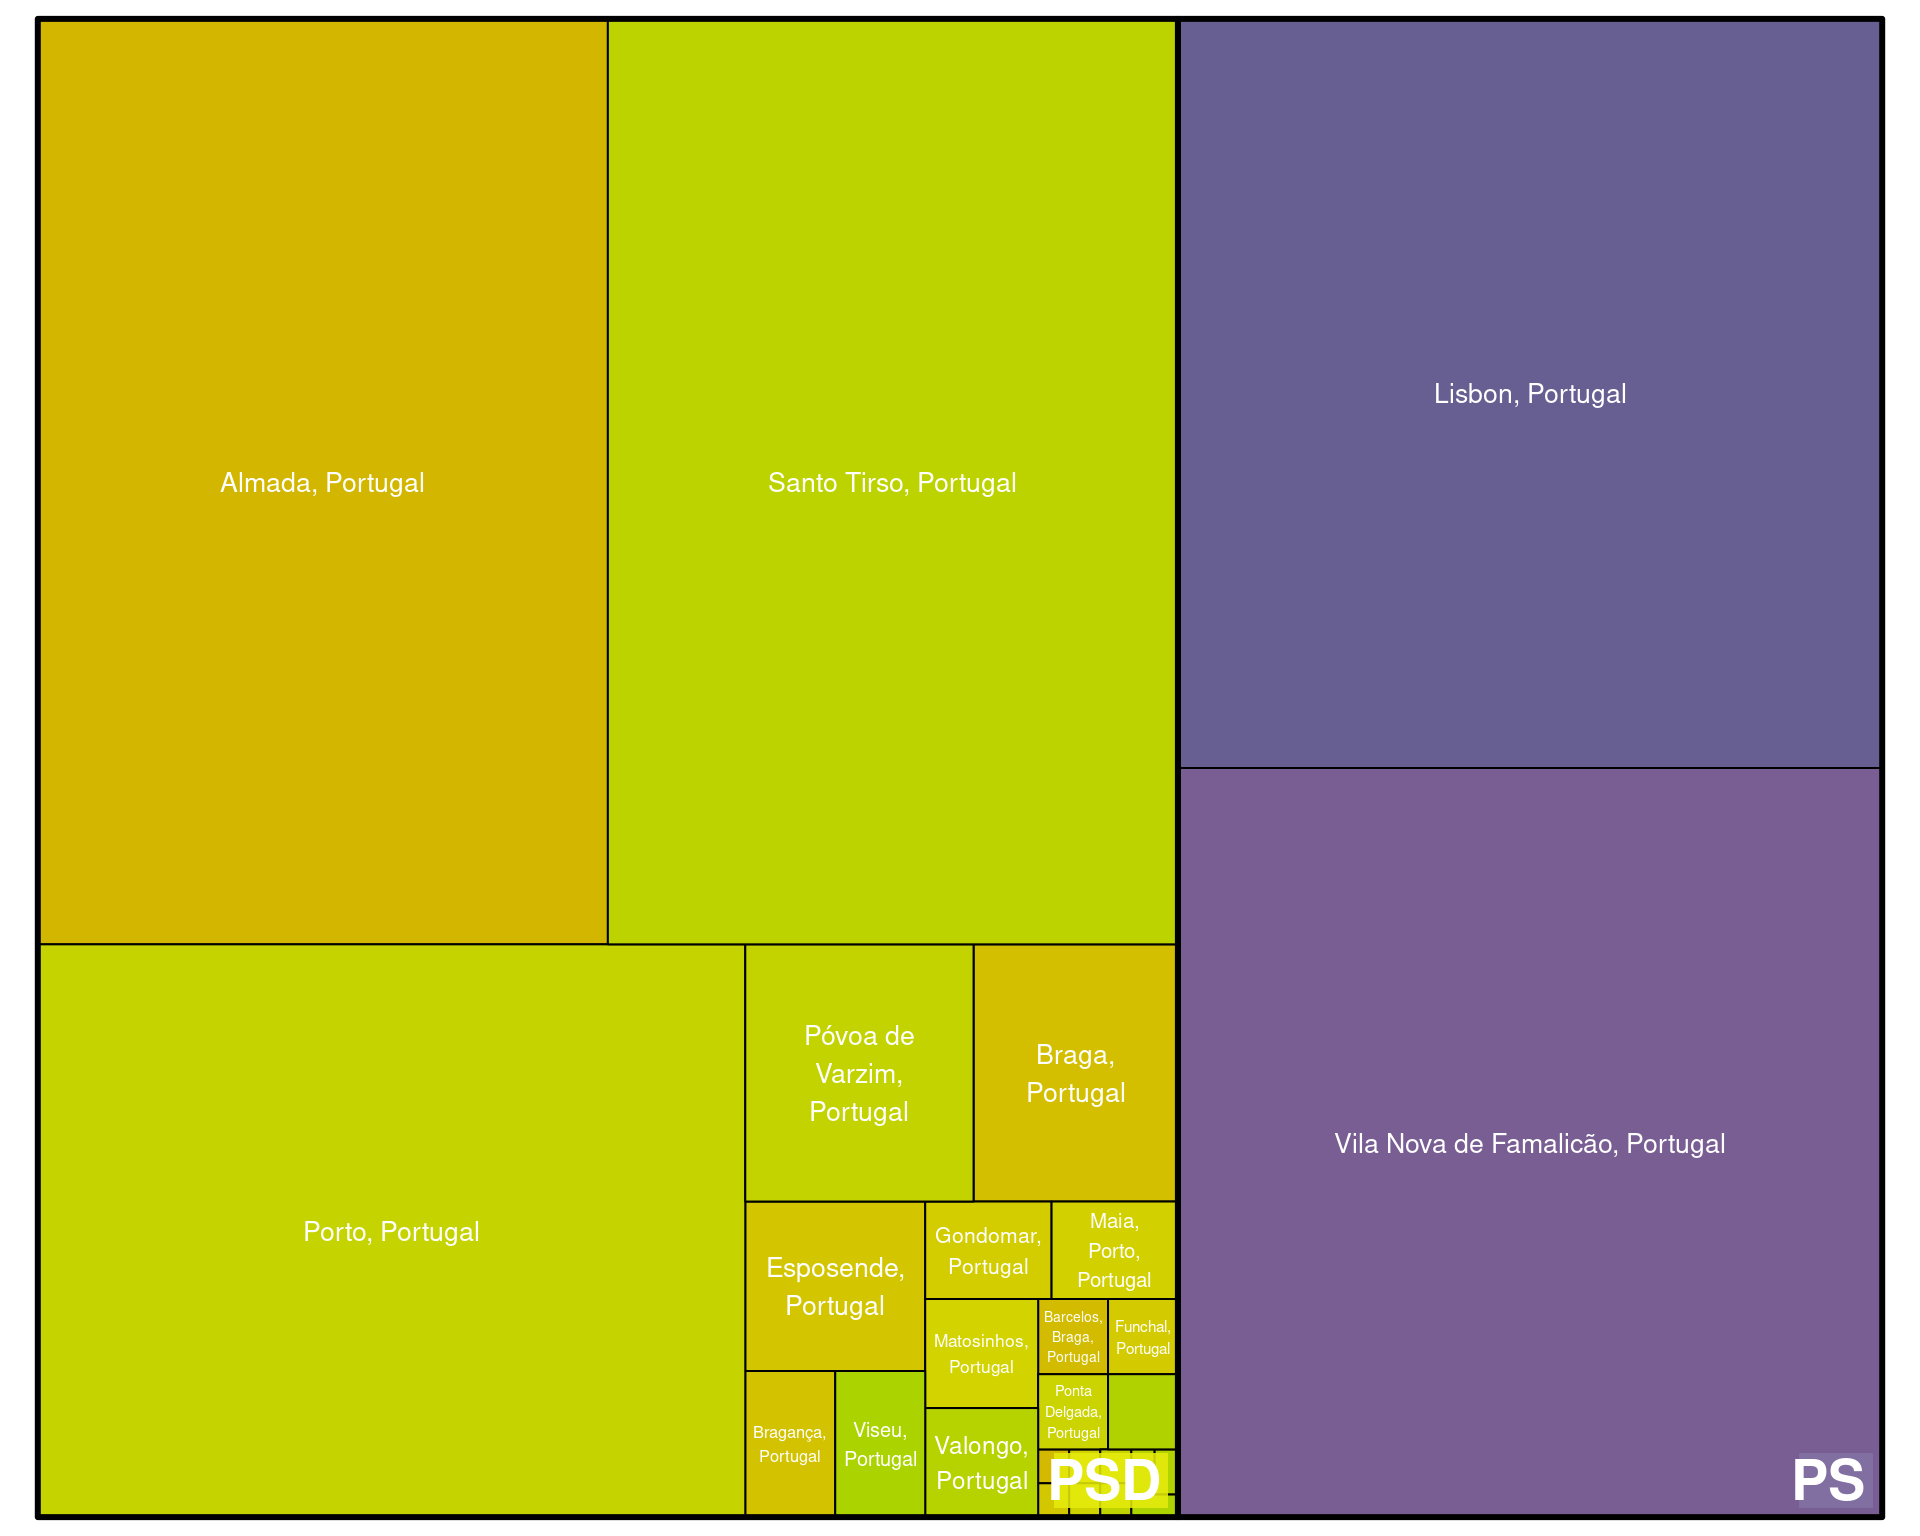 Almada, Portugal
Santo Tirso, Portugal
Lisbon, Portugal
Porto, Portugal
Póvoa de
Varzim,
Portugal
Braga,
Portugal
Vila Nova de Famalicão, Portugal
Esposende,
Portugal
Gondomar,
Portugal
Maia,
Porto,
Portugal
Matosinhos,
Portugal
Barcelos,
Braga,
Portugal
Funchal,
Portugal
Bragança,
Portugal
Viseu,
Portugal
Valongo,
Portugal
Ponta
Delgada,
Portugal
PSD
PS